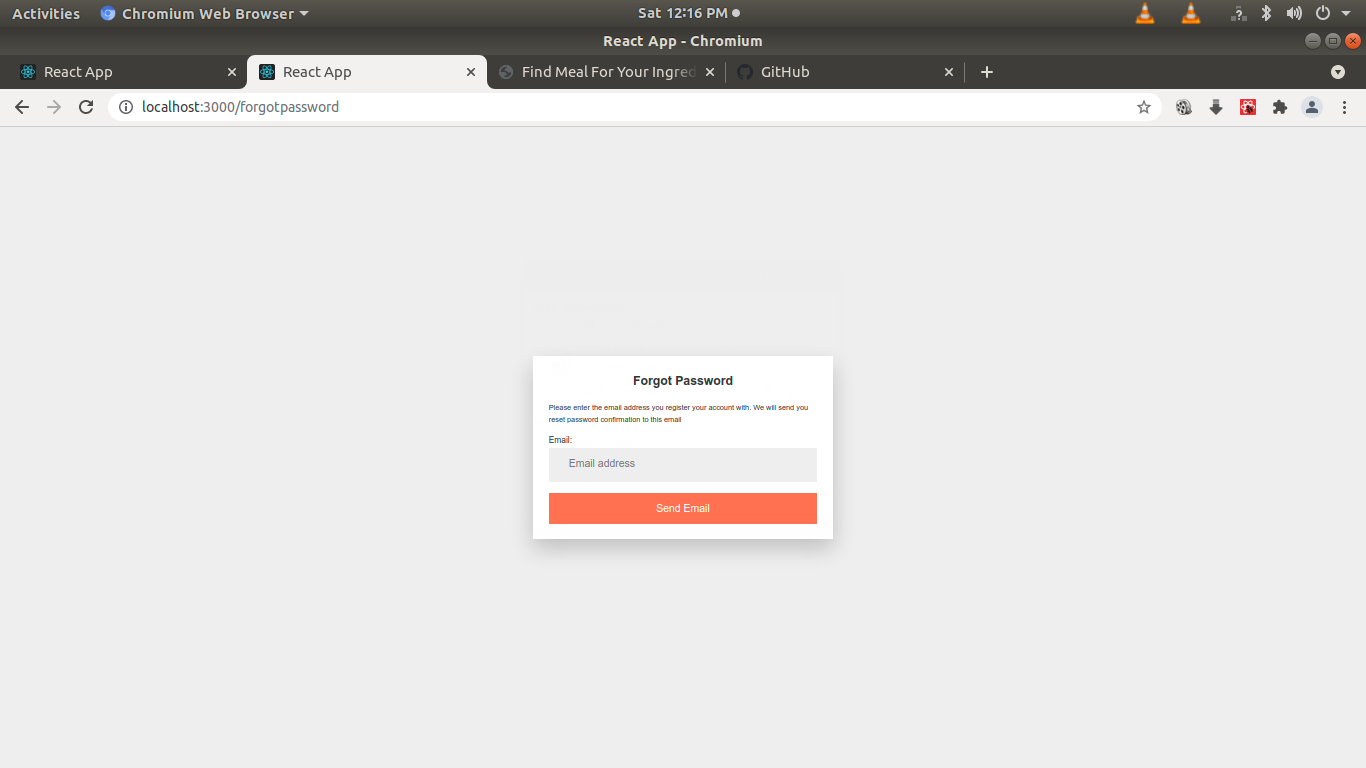 Activities Chromium Web Browser Sat 12:16 PM
React App - Chromium
React App React App Find Meal For Your Ingred GitHub
localhost:3000/forgotpassword
Forgot Password
Please enter the email address you register your account with. We will send you
reset password confirmation to this email
Email:
Email address
Send Email